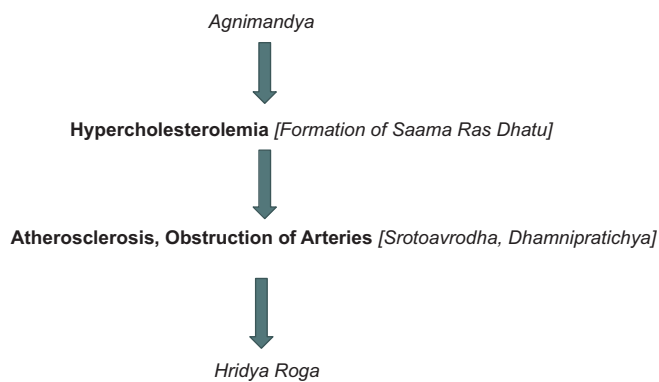 Agnimandya
Hypercholesterolemia [Formation of Saama Ras Dhatu]
Atherosclerosis, Obstruction of Arteries [Srotoavrodha, Dhamnipratichya]
Hridya Roga